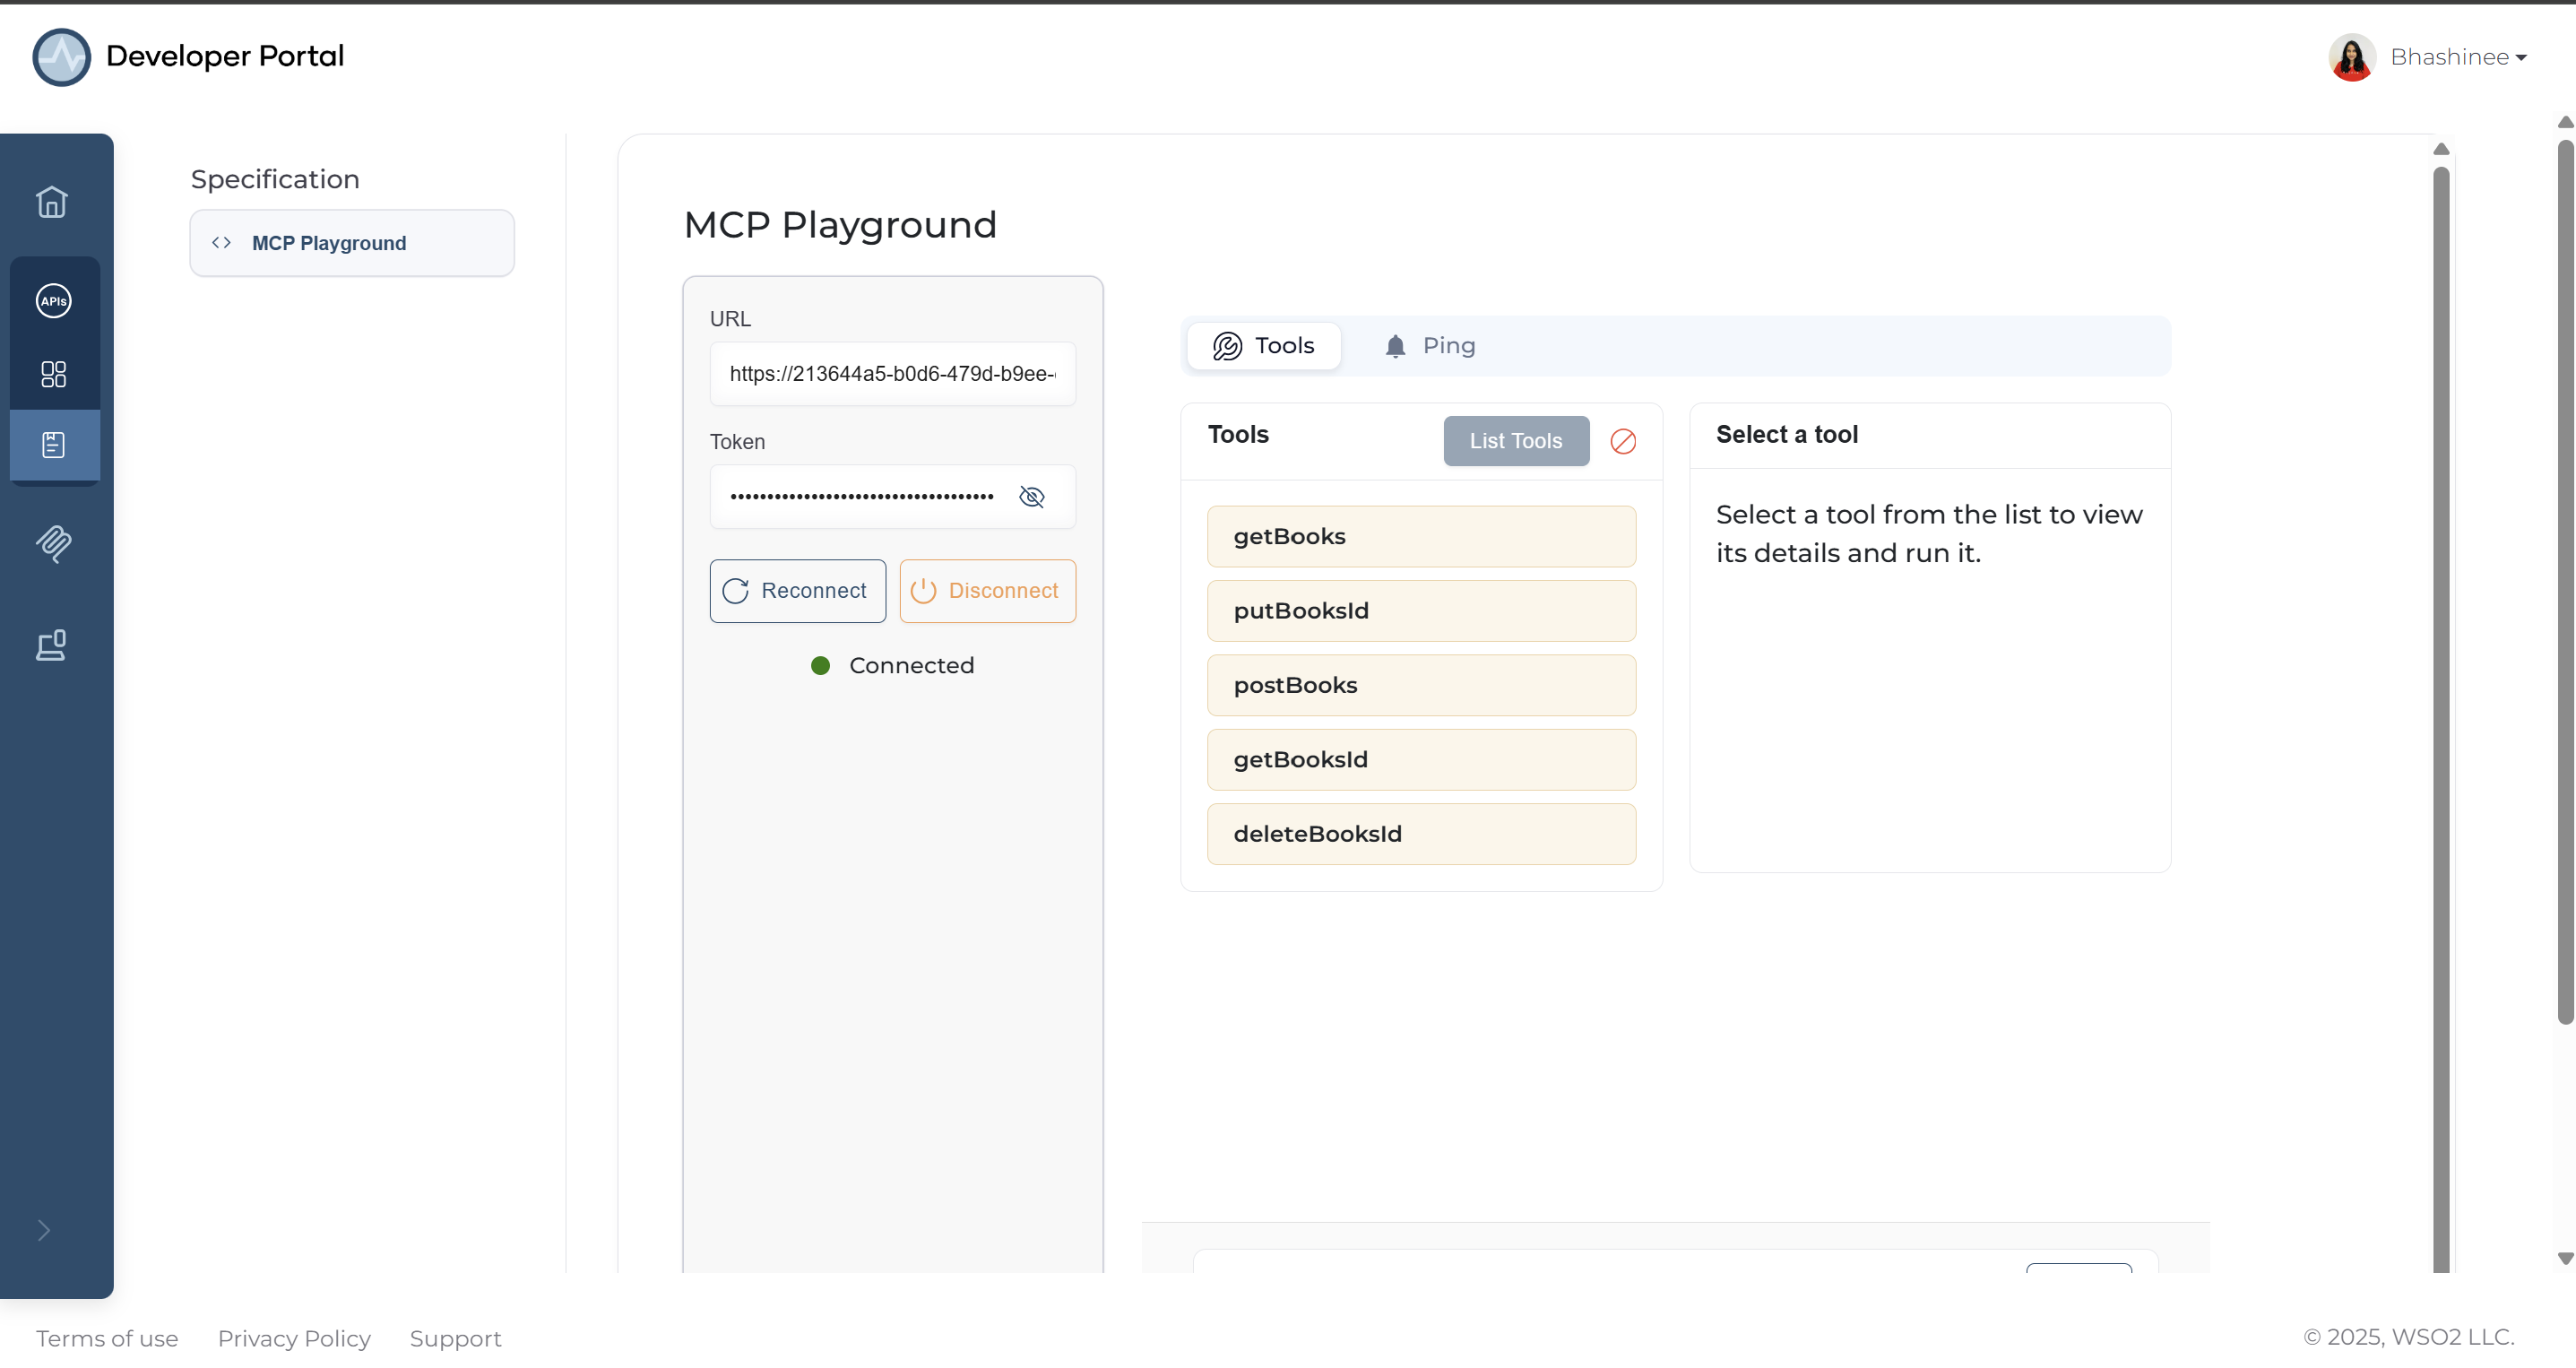 Developer Portal
Bhashinee
APIs
Specification
MCP Playground
MCP Playground
URL
https://213644a5-b0d6-479d-b9ee-
Token
Reconnect
Disconnect
Connected
Tools
Ping
Tools
List Tools
getBooks
putBooksId
postBooks
getBooksId
deleteBooksId
Select a tool
Select a tool from the list to view
its details and run it.
Terms of use
Privacy Policy
Support
© 2025, WSO2 LLC.